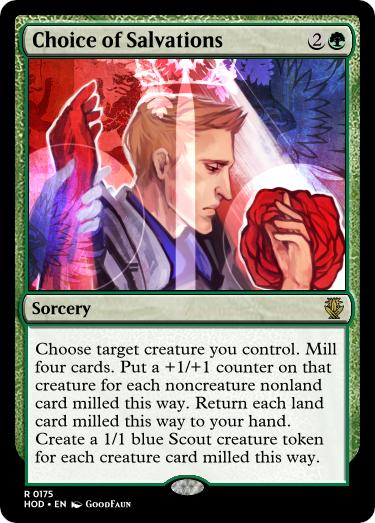 Choice of Salvations 2
Sorcery
Choose target creature you control. Mill
four cards. Put a +1/+1 counter on that
creature for each noncreature nonland
card milled this way. Return each land
card milled this way to your hand.
Create a 1/1 blue Scout creature token
for each creature card milled this way.
R 0175
HOD • EN GoodFaun